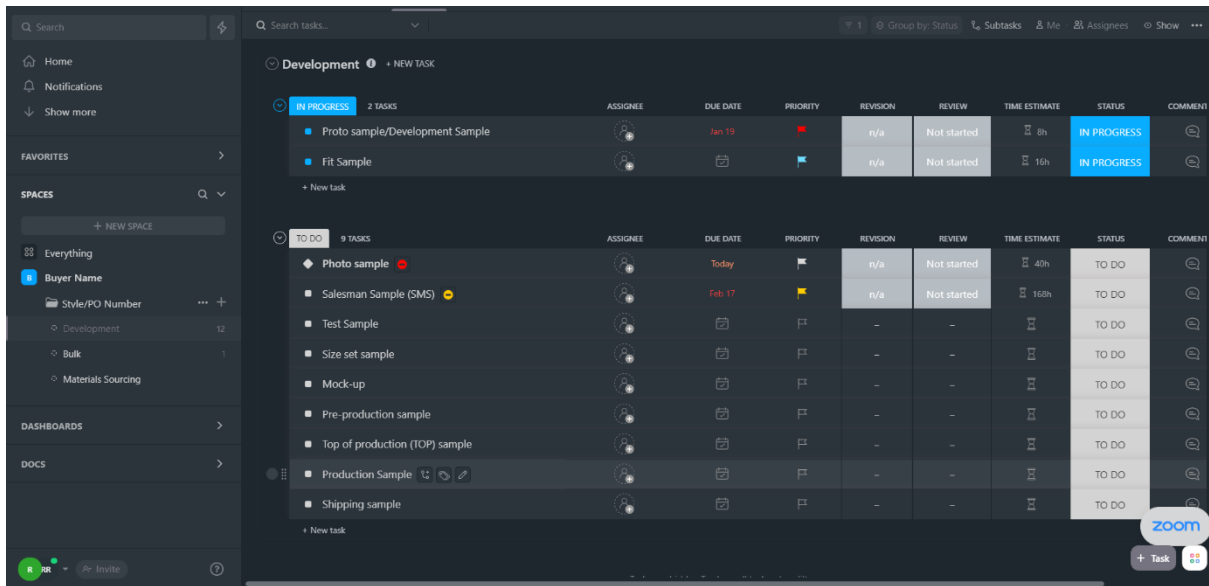 Search
Home
Notifications
Show more
FAVORITES
SPACES
+ NEW SPACE
Everything
B Buyer Name
Style/PO Number
Development 12
Bulk 1
Materials Sourcing
DASHBOARDS
DOCS
R RR Invite ?
Search tasks... 1 Group by: Status Subtasks Me Assignees Show
Development + NEW TASK
IN PROGRESS 2 TASKS ASSIGNEE DUE DATE PRIORITY REVISION REVIEW TIME ESTIMATE STATUS COMMENT
Proto sample/Development Sample Jan 19 n/a Not started 8h IN PROGRESS
Fit Sample n/a Not started 16h IN PROGRESS
+ New task
TO DO 9 TASKS ASSIGNEE DUE DATE PRIORITY REVISION REVIEW TIME ESTIMATE STATUS COMMENT
Photo sample Today n/a Not started 40h TO DO
Salesman Sample (SMS) Feb 17 n/a Not started 168h TO DO
Test Sample – – TO DO
Size set sample – – TO DO
Mock-up – – TO DO
Pre-production sample – – TO DO
Top of production (TOP) sample – – TO DO
Production Sample – – TO DO
Shipping sample – – TO DO
+ New task
zoom
+ Task